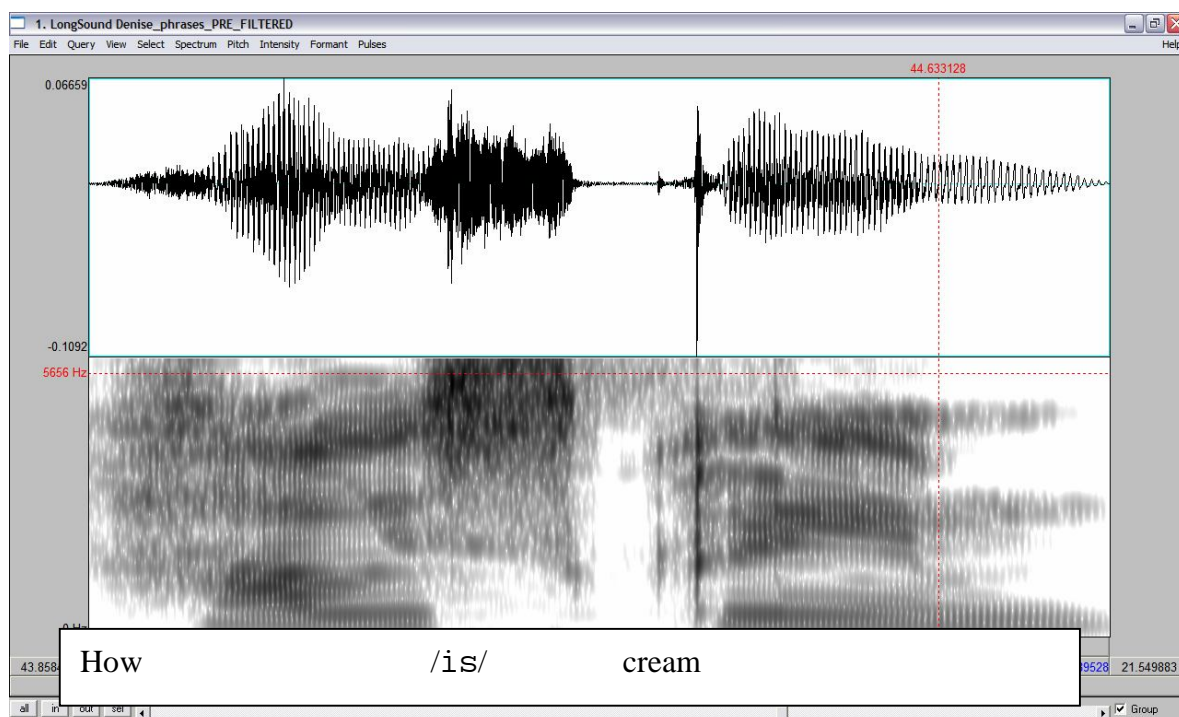 1. LongSound Denise_phrases_PRE_FILTERED
File Edit Query View Select Spectrum Pitch Intensity Formant Pulses Help
44.633128
0.06659
-0.1092
5656 Hz
How /is/ cream
21.549883
all in out sel Group